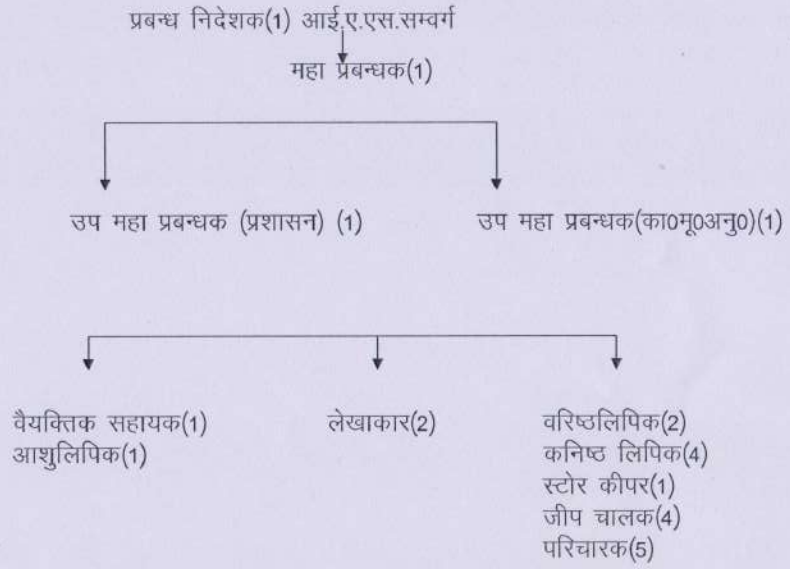 प्रबन्ध निदेशक(1) आई.ए.एस.सम्वर्ग
महा प्रबन्धक(1)
उप महा प्रबन्धक (प्रशासन) (1)
उप महा प्रबन्धक(का0मू0अनु0)(1)
वैयक्तिक सहायक(1)
आशुलिपिक(1)
लेखाकार(2)
वरिष्ठलिपिक(2)
कनिष्ठ लिपिक(4)
स्टोर कीपर(1)
जीप चालक(4)
परिचारक(5)